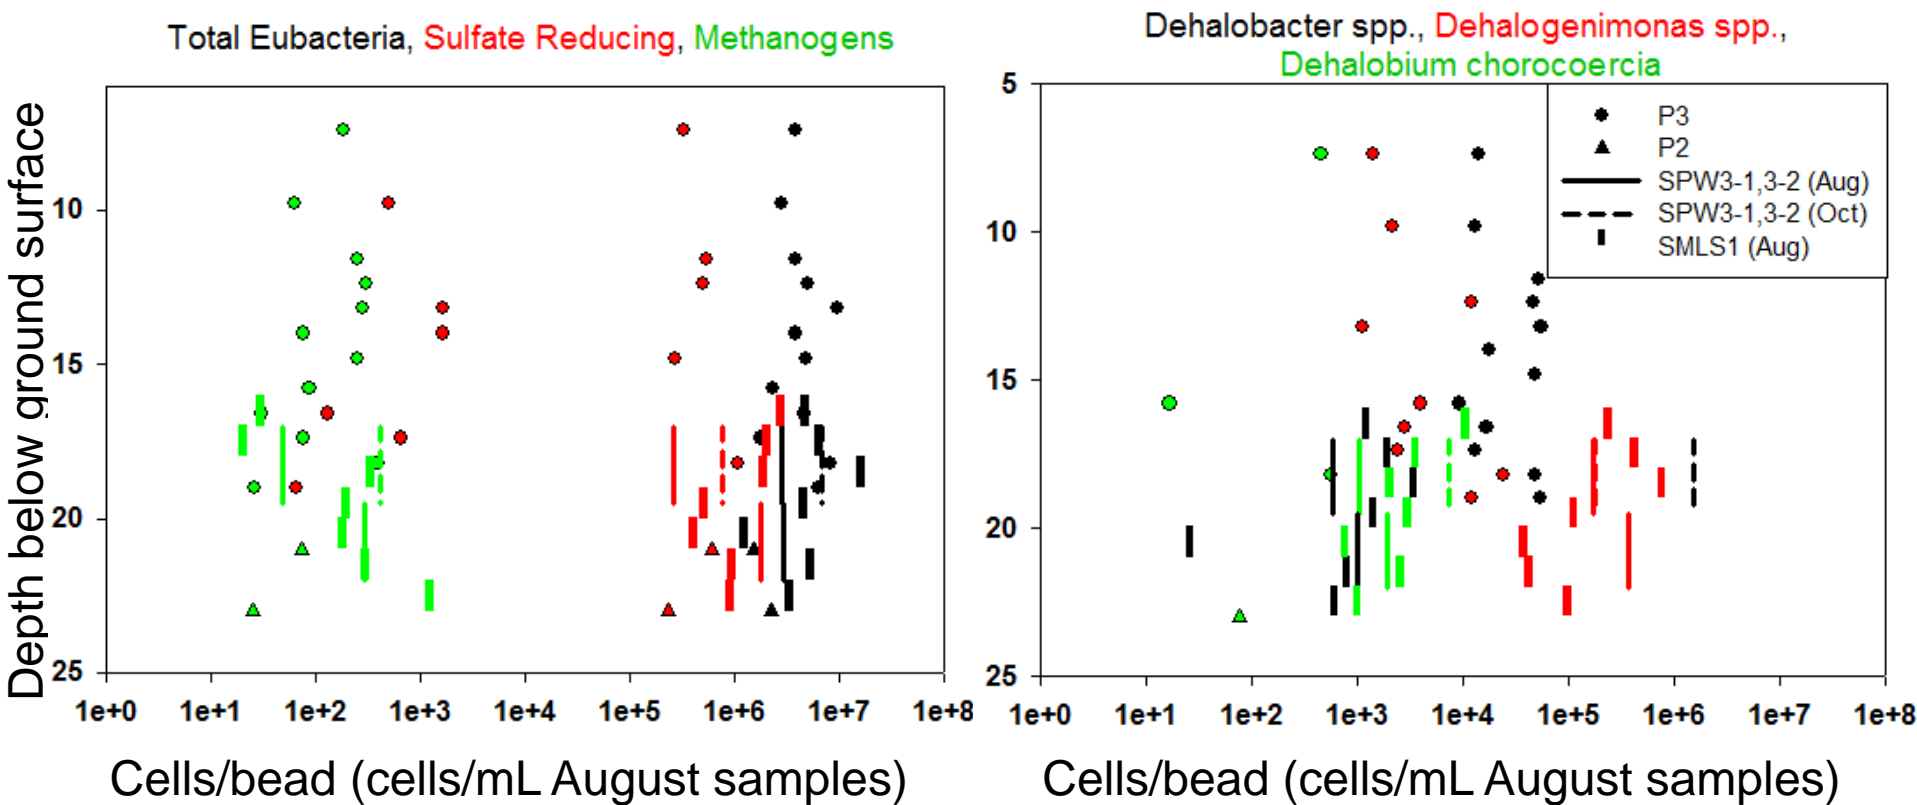 Total Eubacteria, Sulfate Reducing, Methanogens
Depth below ground surface
10
15
20
25
1e+0 1e+1 1e+2 1e+3 1e+4 1e+5 1e+6 1e+7 1e+8
Cells/bead (cells/mL August samples)
Dehalobacter spp., Dehalogenimonas spp.,
Dehalobium chorocoercia
5
10
15
20
25
P3
P2
SPW3-1,3-2 (Aug)
SPW3-1,3-2 (Oct)
SMLS1 (Aug)
1e+0 1e+1 1e+2 1e+3 1e+4 1e+5 1e+6 1e+7 1e+8
Cells/bead (cells/mL August samples)